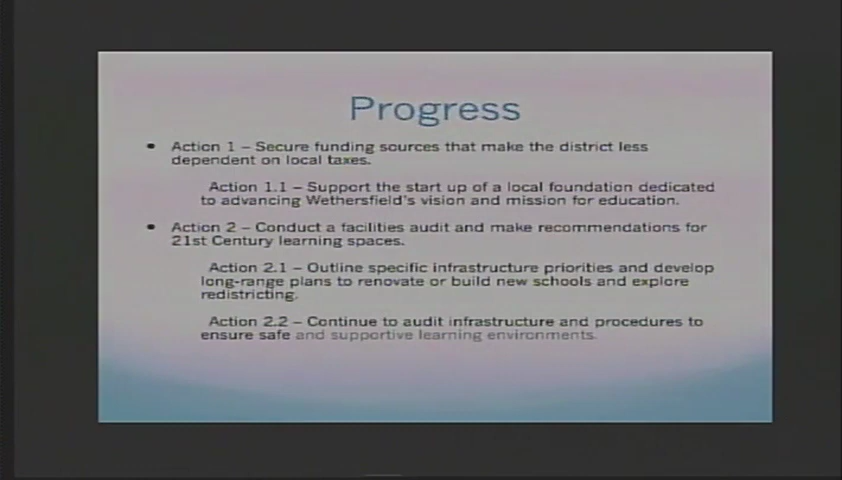 Progress
• Action 1 – Secure funding sources that make the district less
dependent on local taxes.
Action 1.1 – Support the start up of a local foundation dedicated
to advancing Wethersfield's vision and mission for education.
• Action 2 – Conduct a facilities audit and make recommendations for
21st Century learning spaces.
Action 2.1 – Outline specific infrastructure priorities and develop
long-range plans to renovate or build new schools and explore
redistricting.
Action 2.2 – Continue to audit infrastructure and procedures to
ensure safe and supportive learning environments.